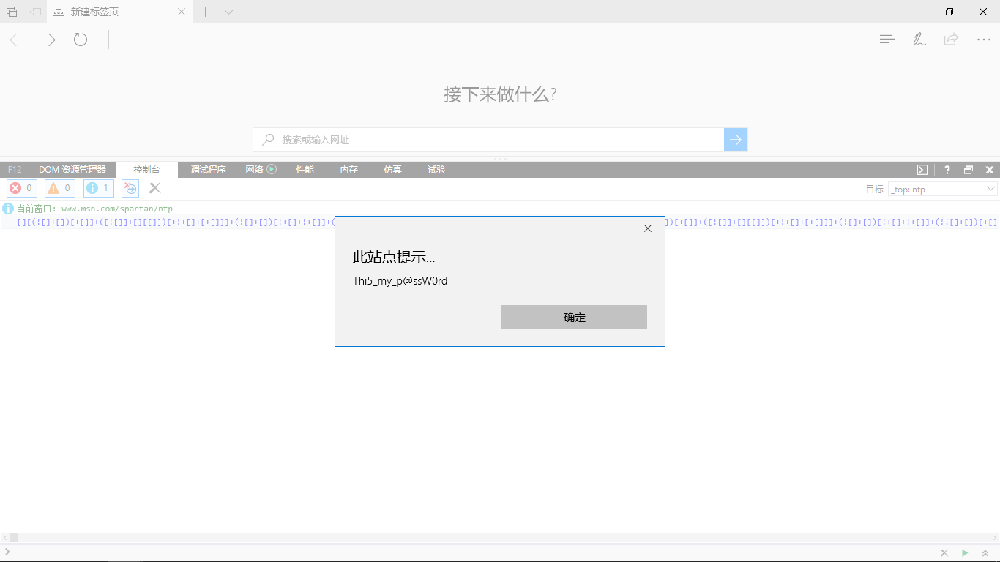 新建标签页
接下来做什么?
搜索或输入网址
F12 DOM 资源管理器 控制台 调试程序 网络 性能 内存 仿真 试验 ?
0 0 1 目标 _top: ntp
当前窗口: www.msn.com/spartan/ntp
[][(![]+[])[+[]]+([![]]+[][[]])[+!+[]+[+[]]]+(![]+[])[!+[]+!+[]]+( ])[+[]]+([![]]+[][[]])[+!+[]+[+[]]]+(![]+[])[!+[]+!+[]]+(!![]+[])[+[]]
此站点提示...
Thi5_my_p@ssW0rd
确定